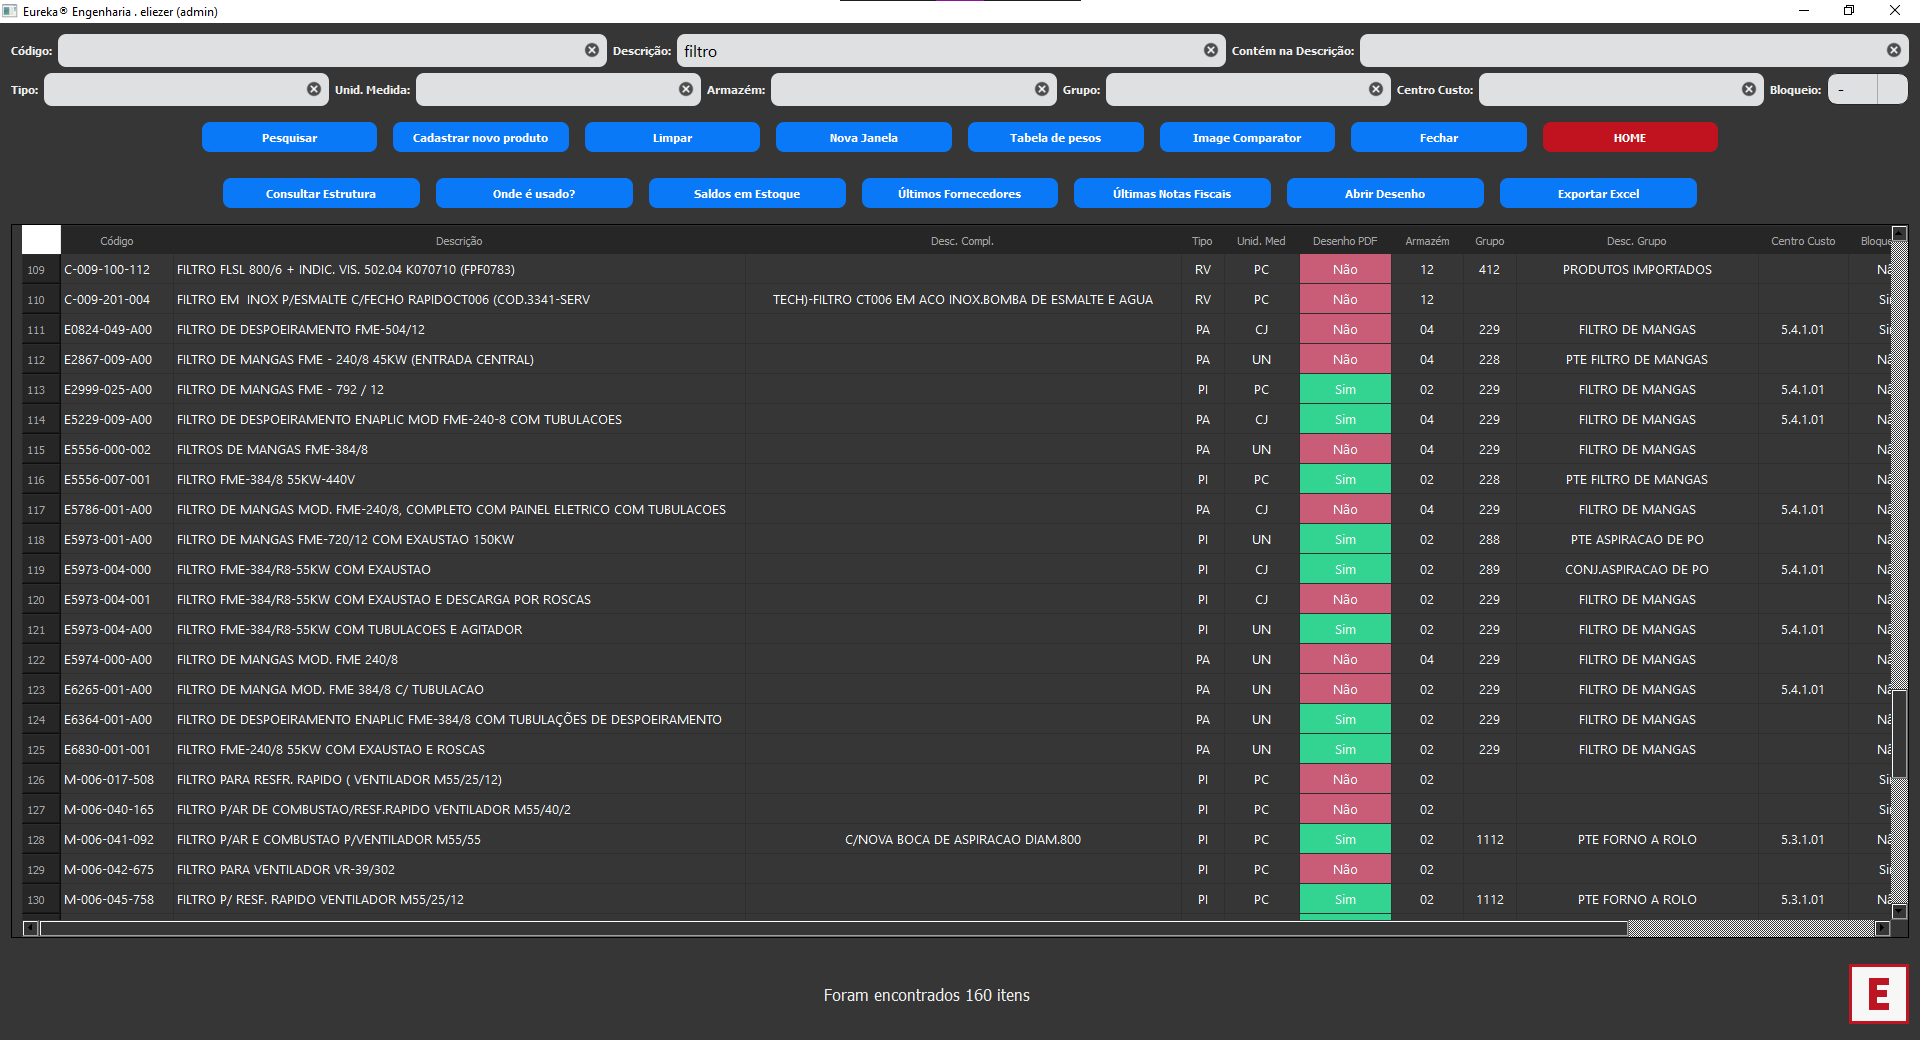 Eureka® Engenharia . eliezer (admin)
Código: Descrição: filtro Contém na Descrição:
Tipo: Unid. Medida: Armazém: Grupo: Centro Custo: Bloqueio: -
Pesquisar Cadastrar novo produto Limpar Nova Janela Tabela de pesos Image Comparator Fechar HOME
Consultar Estrutura Onde é usado? Saldos em Estoque Últimos Fornecedores Últimas Notas Fiscais Abrir Desenho Exportar Excel
Código Descrição Desc. Compl. Tipo Unid. Med Desenho PDF Armazém Grupo Desc. Grupo Centro Custo Bloque
109 C-009-100-112 FILTRO FLSL 800/6 + INDIC. VIS. 502.04 K070710 (FPF0783) RV PC Não 12 412 PRODUTOS IMPORTADOS Nã
110 C-009-201-004 FILTRO EM  INOX P/ESMALTE C/FECHO RAPIDOCT006 (COD.3341-SERV TECH)-FILTRO CT006 EM ACO INOX.BOMBA DE ESMALTE E AGUA RV PC Não 12 Si
111 E0824-049-A00 FILTRO DE DESPOEIRAMENTO FME-504/12 PA CJ Não 04 229 FILTRO DE MANGAS 5.4.1.01 Si
112 E2867-009-A00 FILTRO DE MANGAS FME - 240/8 45KW (ENTRADA CENTRAL) PA UN Não 04 228 PTE FILTRO DE MANGAS Nã
113 E2999-025-A00 FILTRO DE MANGAS FME - 792 / 12 PI PC Sim 02 229 FILTRO DE MANGAS 5.4.1.01 Nã
114 E5229-009-A00 FILTRO DE DESPOEIRAMENTO ENAPLIC MOD FME-240-8 COM TUBULACOES PA CJ Sim 04 229 FILTRO DE MANGAS 5.4.1.01 Nã
115 E5556-000-002 FILTROS DE MANGAS FME-384/8 PA UN Não 04 229 FILTRO DE MANGAS Nã
116 E5556-007-001 FILTRO FME-384/8 55KW-440V PI PC Sim 02 228 PTE FILTRO DE MANGAS Nã
117 E5786-001-A00 FILTRO DE MANGAS MOD. FME-240/8, COMPLETO COM PAINEL ELETRICO COM TUBULACOES PA CJ Não 04 229 FILTRO DE MANGAS 5.4.1.01 Nã
118 E5973-001-A00 FILTRO DE MANGAS FME-720/12 COM EXAUSTAO 150KW PI UN Sim 02 288 PTE ASPIRACAO DE PO Nã
119 E5973-004-000 FILTRO FME-384/R8-55KW COM EXAUSTAO PI CJ Sim 02 289 CONJ.ASPIRACAO DE PO 5.4.1.01 Nã
120 E5973-004-001 FILTRO FME-384/R8-55KW COM EXAUSTAO E DESCARGA POR ROSCAS PI CJ Não 02 229 FILTRO DE MANGAS Nã
121 E5973-004-A00 FILTRO FME-384/R8-55KW COM TUBULACOES E AGITADOR PI UN Sim 02 229 FILTRO DE MANGAS 5.4.1.01 Nã
122 E5974-000-A00 FILTRO DE MANGAS MOD. FME 240/8 PA UN Não 04 229 FILTRO DE MANGAS Nã
123 E6265-001-A00 FILTRO DE MANGA MOD. FME 384/8 C/ TUBULACAO PA UN Não 02 229 FILTRO DE MANGAS 5.4.1.01 Nã
124 E6364-001-A00 FILTRO DE DESPOEIRAMENTO ENAPLIC FME-384/8 COM TUBULAÇÕES DE DESPOEIRAMENTO PA UN Sim 02 229 FILTRO DE MANGAS Nã
125 E6830-001-001 FILTRO FME-240/8 55KW COM EXAUSTAO E ROSCAS PA UN Sim 02 229 FILTRO DE MANGAS Nã
126 M-006-017-508 FILTRO PARA RESFR. RAPIDO ( VENTILADOR M55/25/12) PI PC Não 02 Si
127 M-006-040-165 FILTRO P/AR DE COMBUSTAO/RESF.RAPIDO VENTILADOR M55/40/2 PI PC Não 02 Si
128 M-006-041-092 FILTRO P/AR E COMBUSTAO P/VENTILADOR M55/55 C/NOVA BOCA DE ASPIRACAO DIAM.800 PI PC Sim 02 1112 PTE FORNO A ROLO 5.3.1.01 Nã
129 M-006-042-675 FILTRO PARA VENTILADOR VR-39/302 PI PC Não 02 Si
130 M-006-045-758 FILTRO P/ RESF. RAPIDO VENTILADOR M55/25/12 PI PC Sim 02 1112 PTE FORNO A ROLO 5.3.1.01 Nã
Foram encontrados 160 itens
E